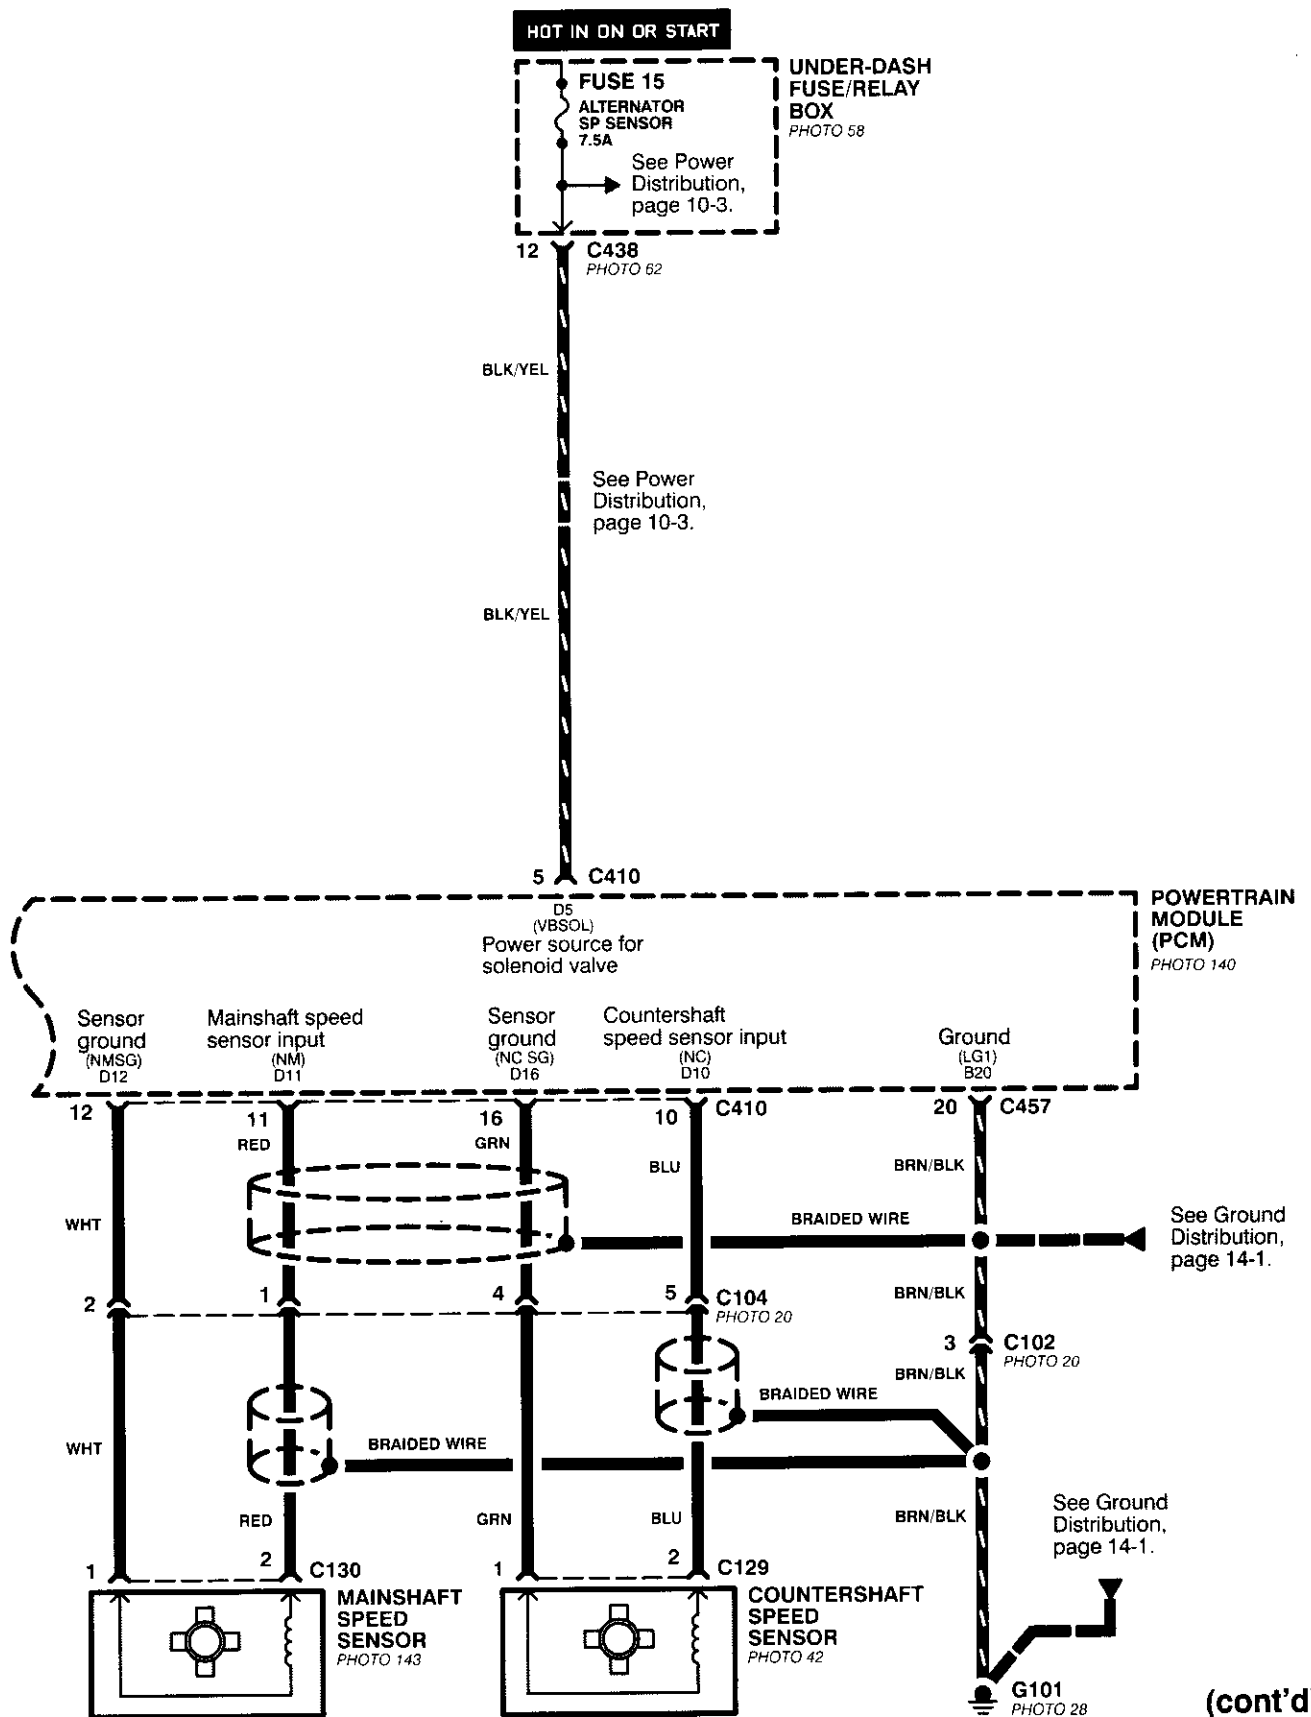 HOT IN ON OR START
FUSE 15
ALTERNATOR
SP SENSOR
7.5A
See Power
Distribution,
page 10-3.
UNDER-DASH
FUSE/RELAY
BOX
PHOTO 58
12
C438
PHOTO 62
BLK/YEL
See Power
Distribution,
page 10-3.
BLK/YEL
5
C410
D5
(VBSOL)
Power source for
solenoid valve
POWERTRAIN
MODULE
(PCM)
PHOTO 140
Sensor
ground
(NMSG)
D12
Mainshaft speed
sensor input
(NM)
D11
Sensor
ground
(NC SG)
D16
Countershaft
speed sensor input
(NC)
D10
Ground
(LG1)
B20
12
11
16
10
C410
20
C457
RED
GRN
BLU
BRN/BLK
WHT
BRAIDED WIRE
See Ground
Distribution,
page 14-1.
2
1
4
5
C104
PHOTO 20
BRN/BLK
3
C102
PHOTO 20
BRN/BLK
BRAIDED WIRE
WHT
BRAIDED WIRE
RED
GRN
BLU
BRN/BLK
See Ground
Distribution,
page 14-1.
1
2
C130
1
2
C129
MAINSHAFT
SPEED
SENSOR
PHOTO 143
COUNTERSHAFT
SPEED
SENSOR
PHOTO 42
G101
PHOTO 28
(cont'd